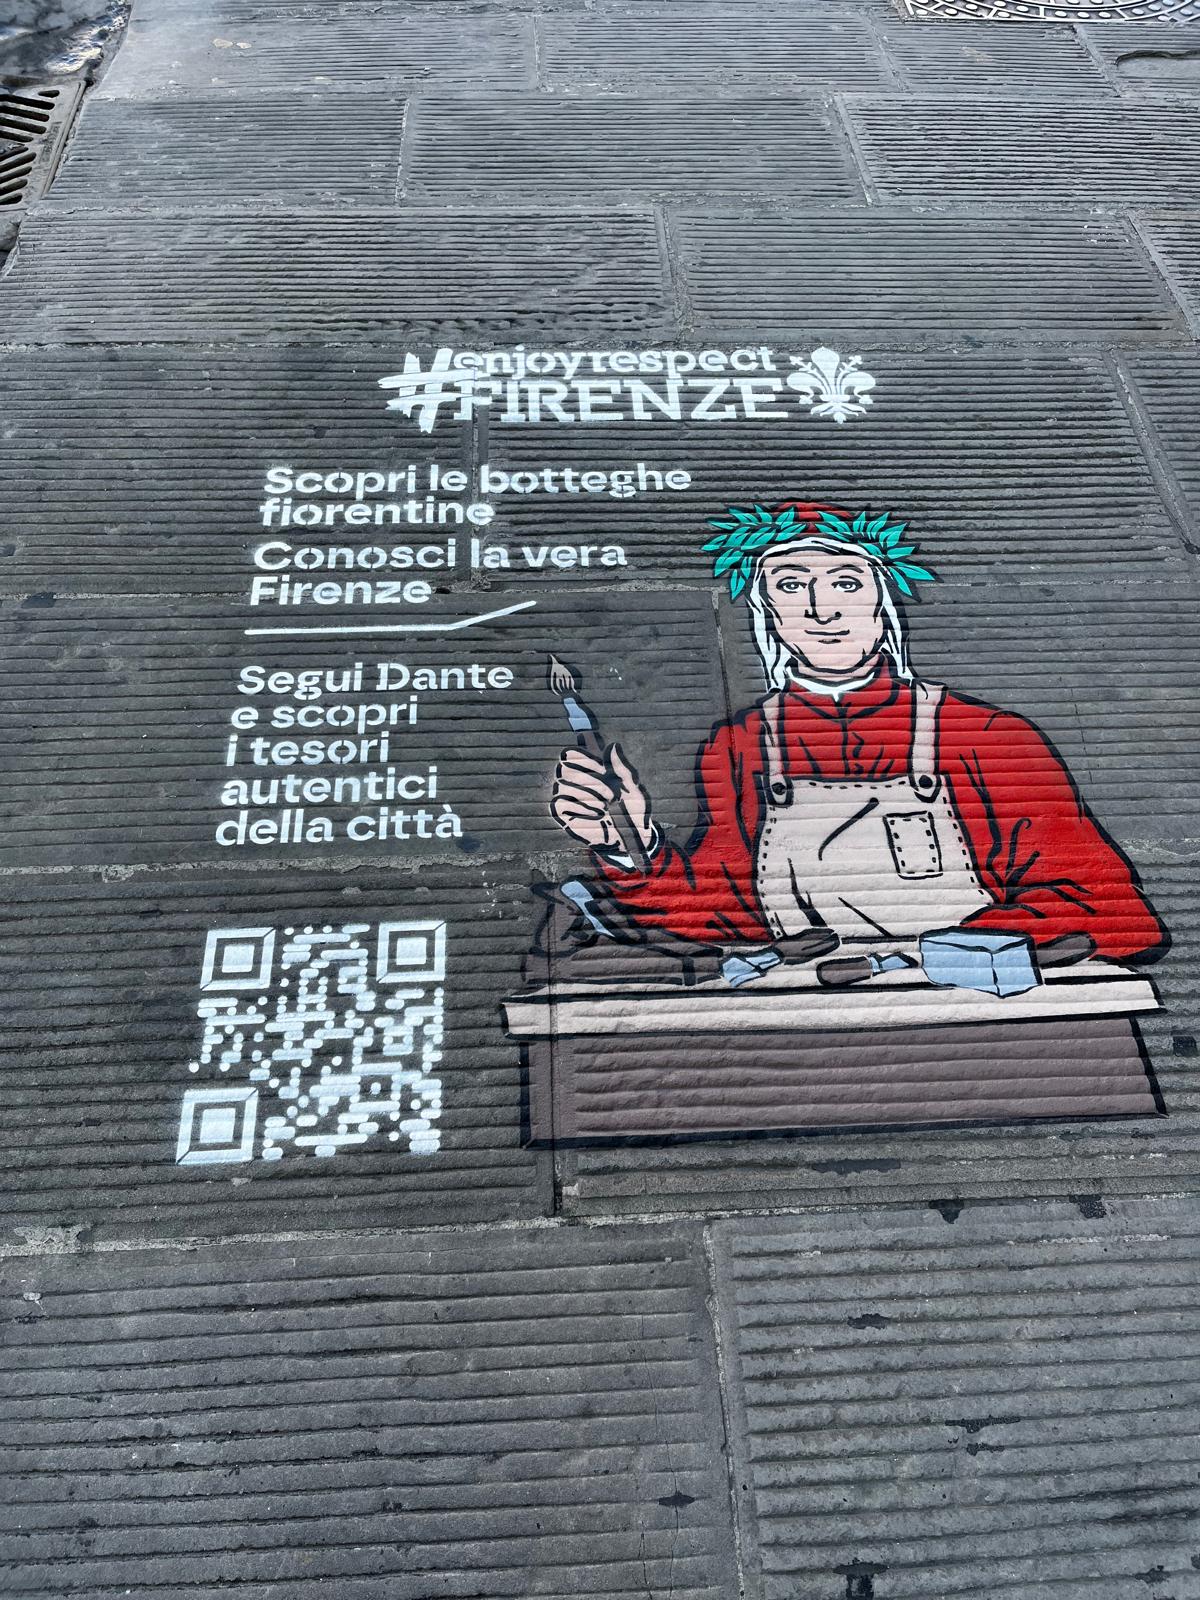 #enjoyrespect
FIRENZE
Scopri le botteghe
fiorentine
Conosci la vera
Firenze
Segui Dante
e scopri
i tesori
autentici
della città